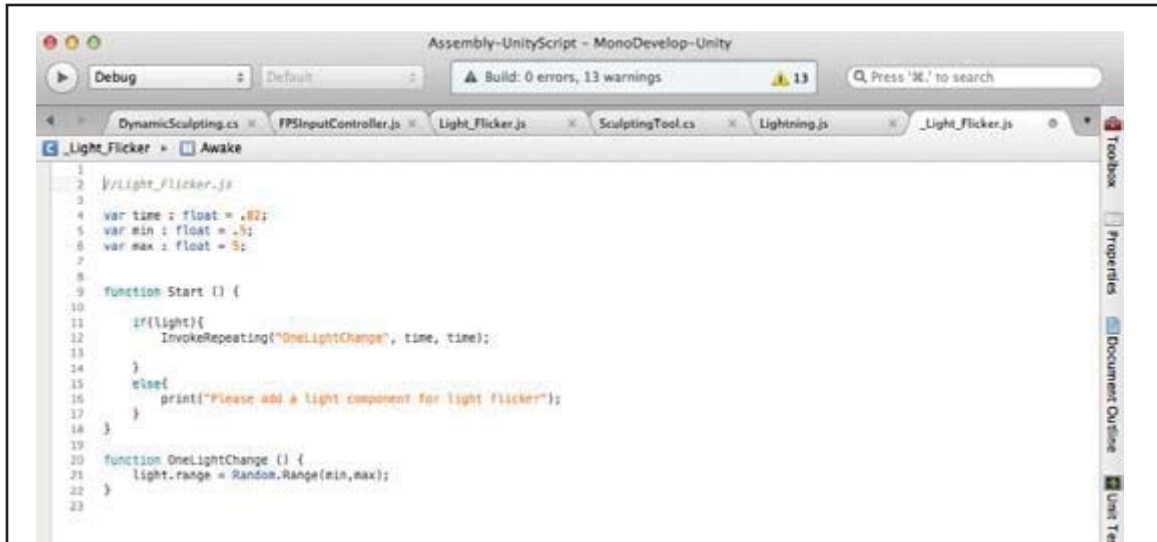 Assembly-UnityScript – MonoDevelop-Unity
Debug Default Build: 0 errors, 13 warnings 13 Press '⌘.' to search
DynamicSculpting.cs FPSInputController.js Light_Flicker.js SculptingTool.cs Lightning.js _Light_Flicker.js
_Light_Flicker Awake
1
2 //Light_Flicker.js
3
4 var time : float = .02;
5 var min : float = .5;
6 var max : float = 5;
7
8
9 function Start () {
10
11 if(light){
12 InvokeRepeating("OneLightChange", time, time);
13
14 }
15 else{
16 print("Please add a light component for light flicker");
17 }
18 }
19
20 function OneLightChange () {
21 light.range = Random.Range(min,max);
22 }
23
Toolbox
Properties
Document Outline
Unit Te